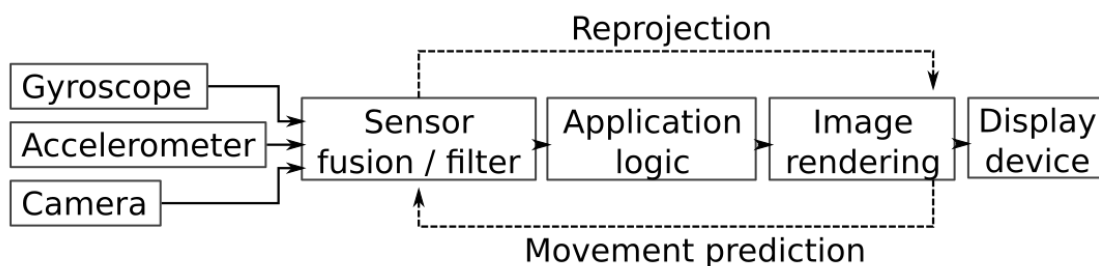 Reprojection
Gyroscope
Accelerometer
Camera
Sensor
fusion / filter
Application
logic
Image
rendering
Display
device
Movement prediction